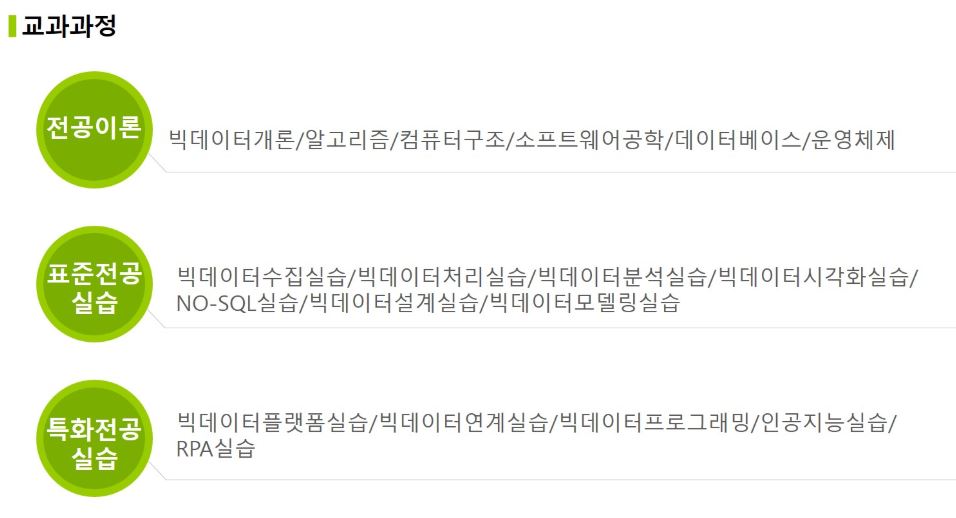 교과과정
전공이론
빅데이터개론/알고리즘/컴퓨터구조/소프트웨어공학/데이터베이스/운영체제
표준전공
실습
빅데이터수집실습/빅데이터처리실습/빅데이터분석실습/빅데이터시각화실습/
NO-SQL실습/빅데이터설계실습/빅데이터모델링실습
특화전공
실습
빅데이터플랫폼실습/빅데이터연계실습/빅데이터프로그래밍/인공지능실습/
RPA실습